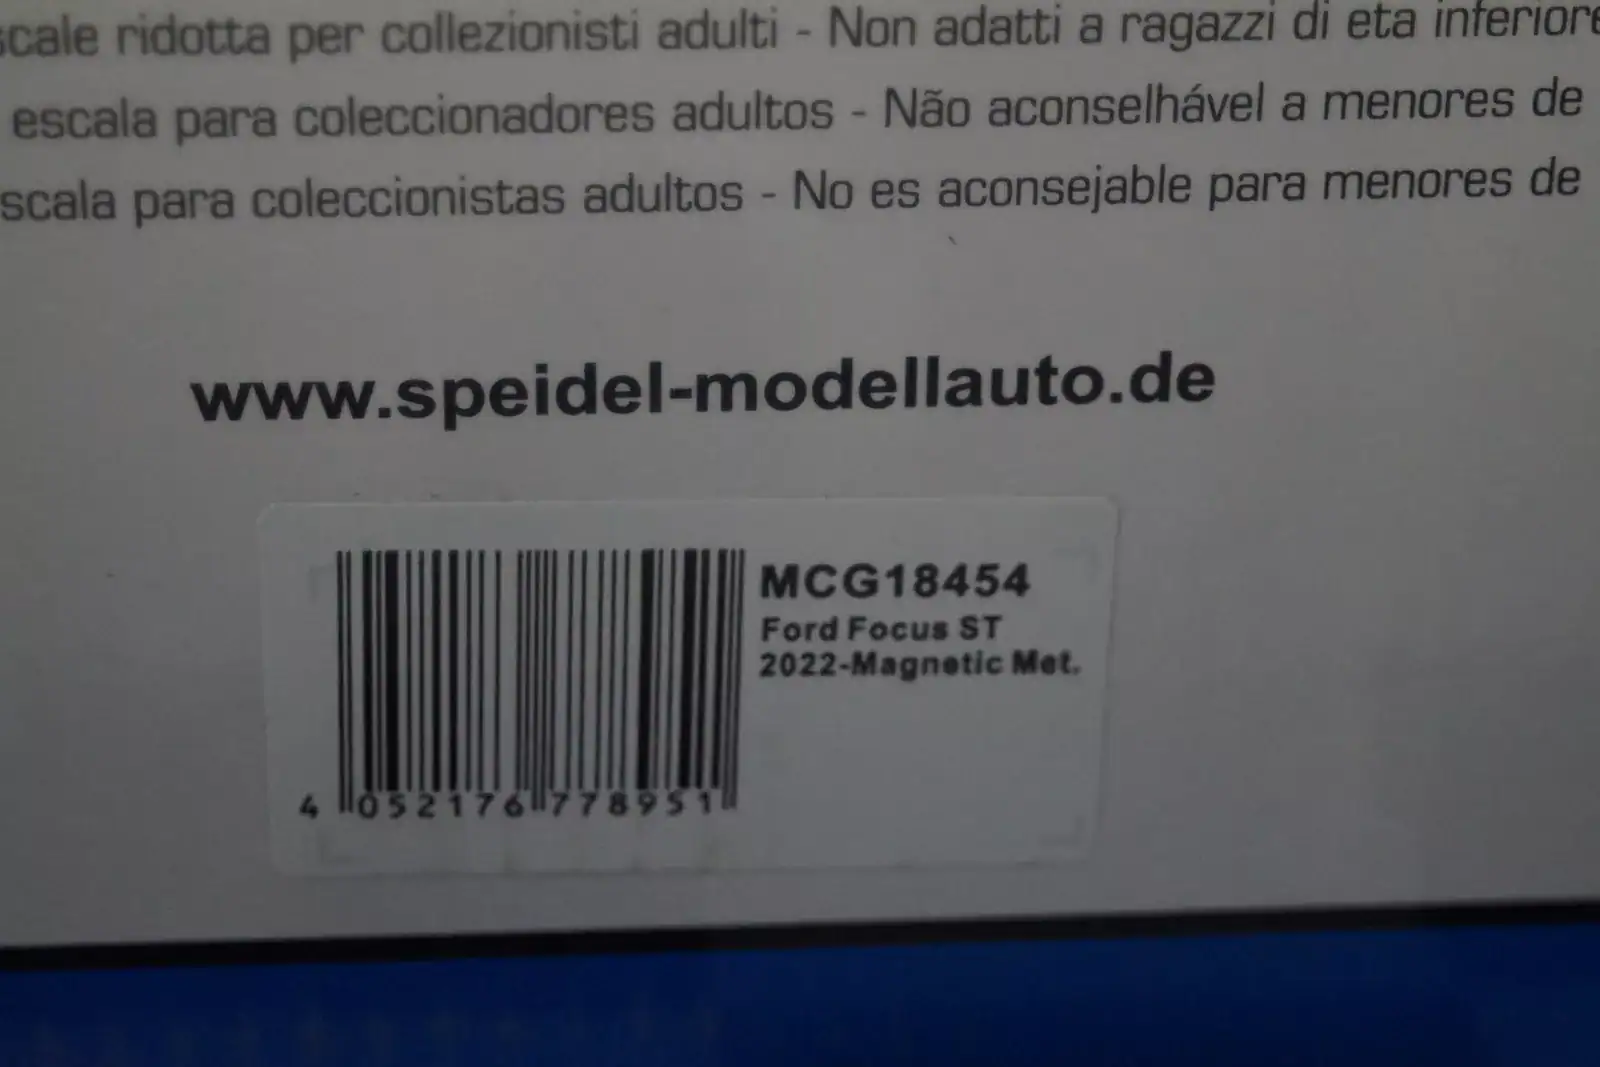 scale ridotta per collezionisti adulti - Non adatti a ragazzi di eta inferiore
escala para coleccionadores adultos - Não aconselhável a menores de
scala para coleccionistas adultos - No es aconsejable para menores de
www.speidel-modellauto.de
MCG18454
Ford Focus ST
2022-Magnetic Met.
4 052176 778951